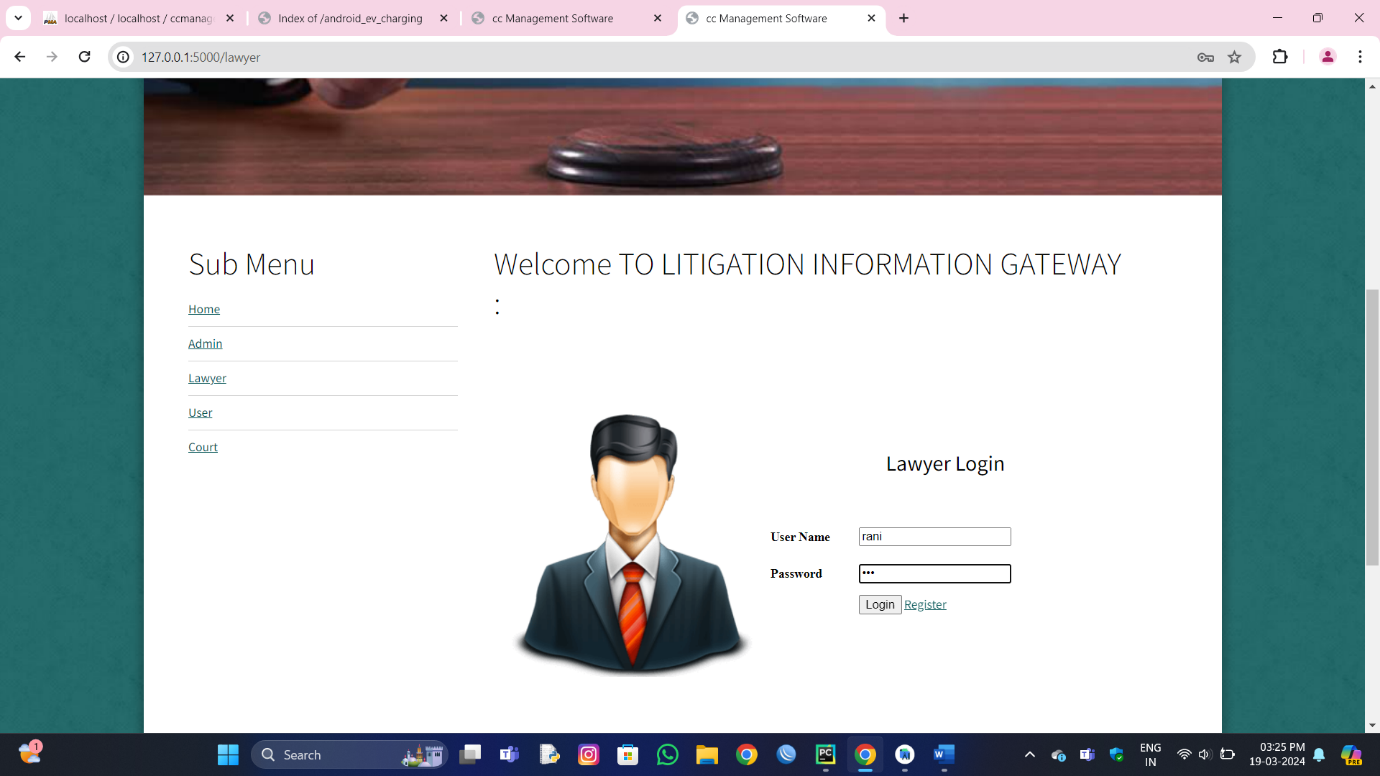 localhost / localhost / ccmanag
Index of /android_ev_charging
cc Management Software
cc Management Software
127.0.0.1:5000/lawyer
Sub Menu
Home
Admin
Lawyer
User
Court
Welcome TO LITIGATION INFORMATION GATEWAY
:
Lawyer Login
User Name
rani
Password
•••
Login Register
1
Search
ENG
IN
03:25 PM
19-03-2024